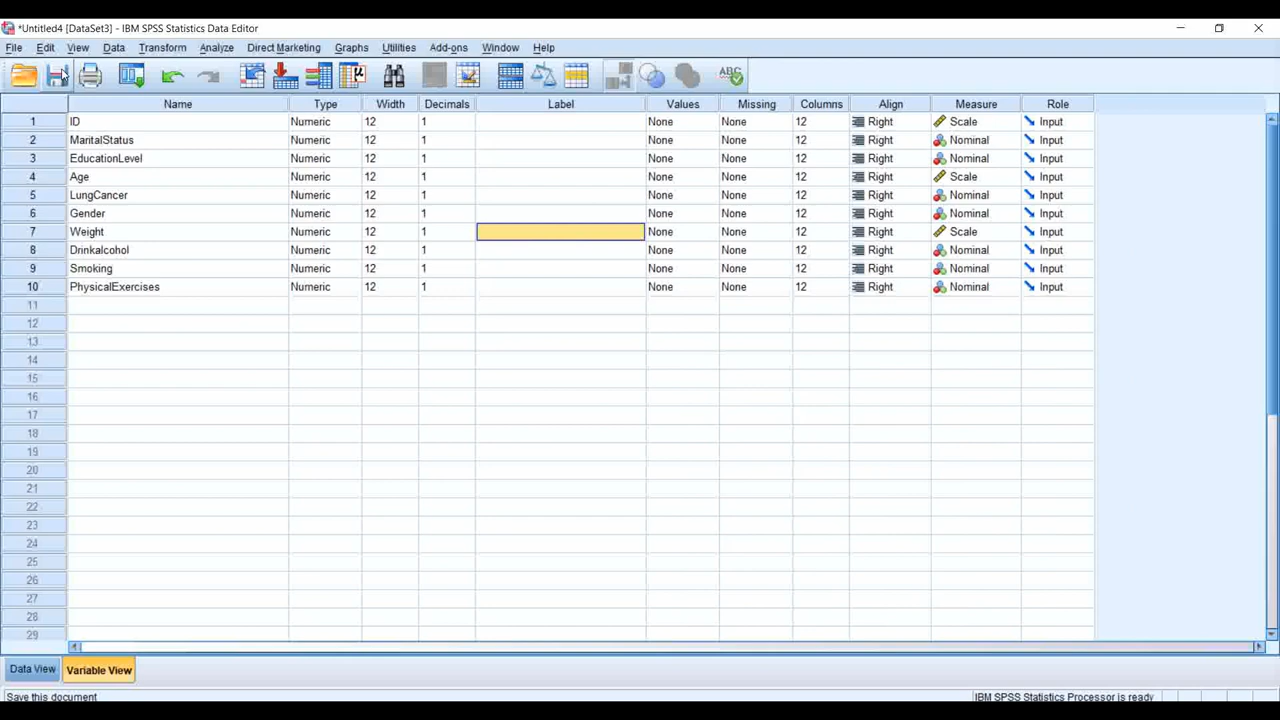 *Untitled4 [DataSet3] - IBM SPSS Statistics Data Editor
File Edit View Data Transform Analyze Direct Marketing Graphs Utilities Add-ons Window Help
Name Type Width Decimals Label Values Missing Columns Align Measure Role
1 ID Numeric 12 1 None None 12 Right Scale Input
2 MaritalStatus Numeric 12 1 None None 12 Right Nominal Input
3 EducationLevel Numeric 12 1 None None 12 Right Nominal Input
4 Age Numeric 12 1 None None 12 Right Scale Input
5 LungCancer Numeric 12 1 None None 12 Right Nominal Input
6 Gender Numeric 12 1 None None 12 Right Nominal Input
7 Weight Numeric 12 1 None None 12 Right Scale Input
8 Drinkalcohol Numeric 12 1 None None 12 Right Nominal Input
9 Smoking Numeric 12 1 None None 12 Right Nominal Input
10 PhysicalExercises Numeric 12 1 None None 12 Right Nominal Input
11
12
13
14
15
16
17
18
19
20
21
22
23
24
25
26
27
28
29
Data View Variable View
Save this document IBM SPSS Statistics Processor is ready